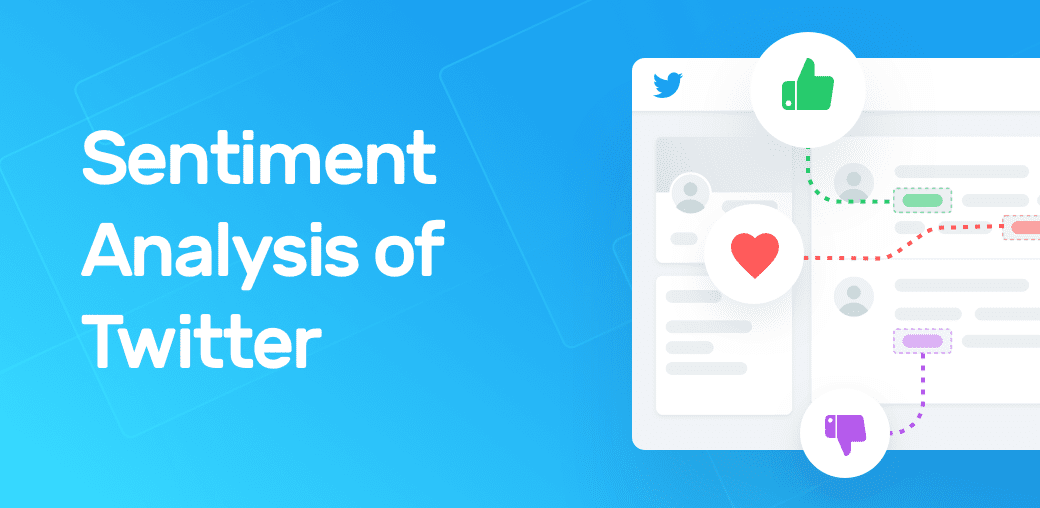 Sentiment
Analysis of
Twitter